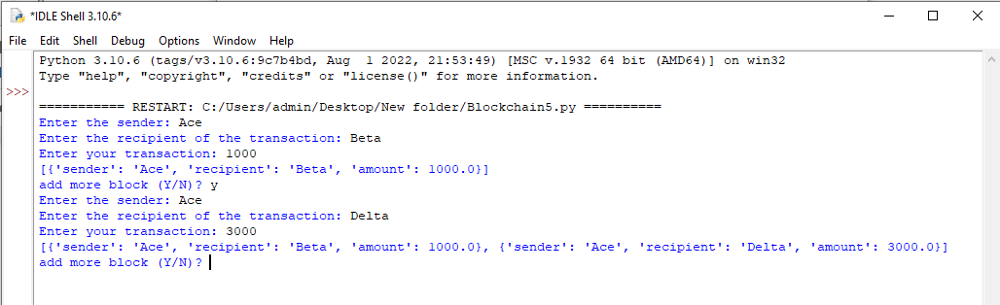 *IDLE Shell 3.10.6*
File Edit Shell Debug Options Window Help
Python 3.10.6 (tags/v3.10.6:9c7b4bd, Aug  1 2022, 21:53:49) [MSC v.1932 64 bit (AMD64)] on win32
Type "help", "copyright", "credits" or "license()" for more information.
>>>
=========== RESTART: C:/Users/admin/Desktop/New folder/Blockchain5.py ==========
Enter the sender: Ace
Enter the recipient of the transaction: Beta
Enter your transaction: 1000
[{'sender': 'Ace', 'recipient': 'Beta', 'amount': 1000.0}]
add more block (Y/N)? y
Enter the sender: Ace
Enter the recipient of the transaction: Delta
Enter your transaction: 3000
[{'sender': 'Ace', 'recipient': 'Beta', 'amount': 1000.0}, {'sender': 'Ace', 'recipient': 'Delta', 'amount': 3000.0}]
add more block (Y/N)?